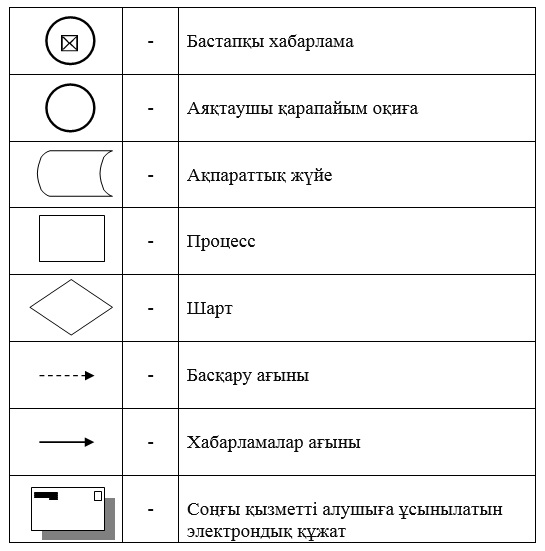 - Бастапқы хабарлама
- Аяқтаушы қарапайым оқиға
- Ақпараттық жүйе
- Процесс
- Шарт
- Басқару ағыны
- Хабарламалар ағыны
- Соңғы қызметті алушыға ұсынылатын
электрондық құжат